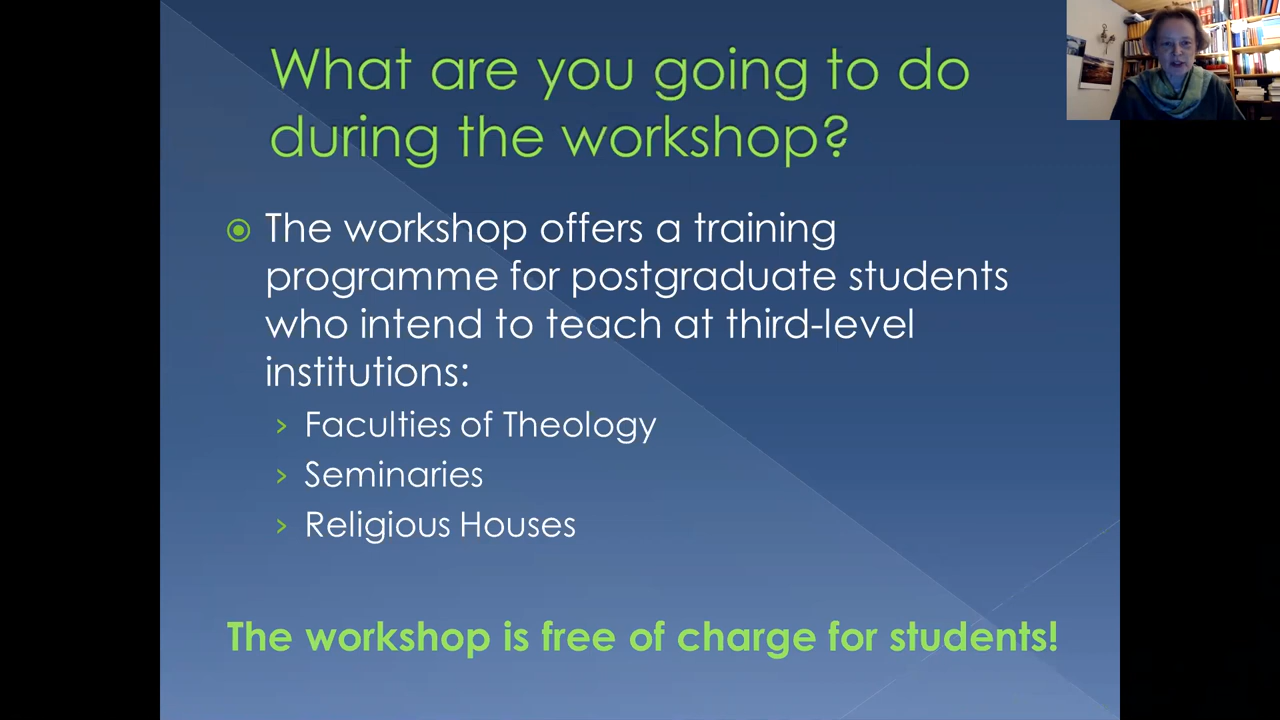 What are you going to do
during the workshop?
The workshop offers a training
programme for postgraduate students
who intend to teach at third-level
institutions:
Faculties of Theology
Seminaries
Religious Houses
The workshop is free of charge for students!